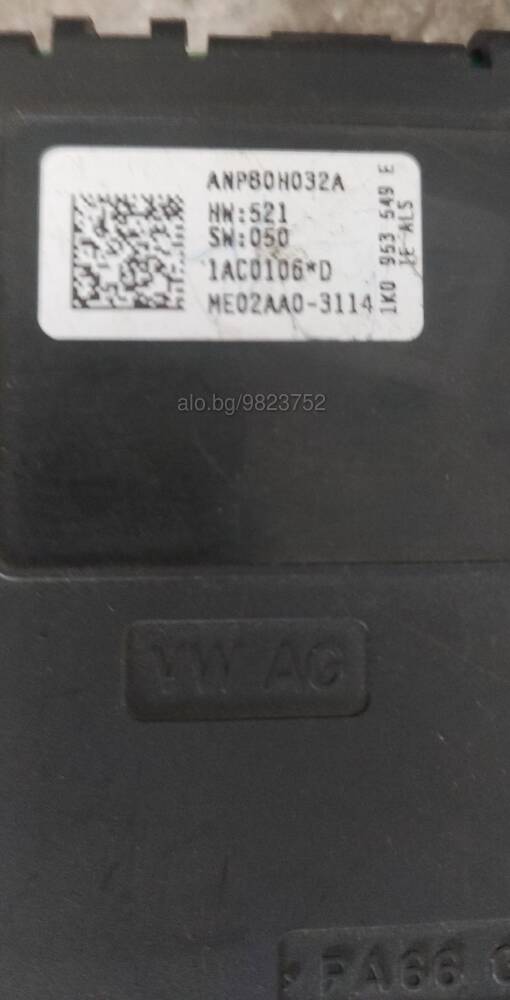 ANP80H032A
HW:521
SW:050
1AC0106*D
ME02AA0-3114
1K0 953 549 E
1E ALS
alo.bg/9823752
VW AG
PA66